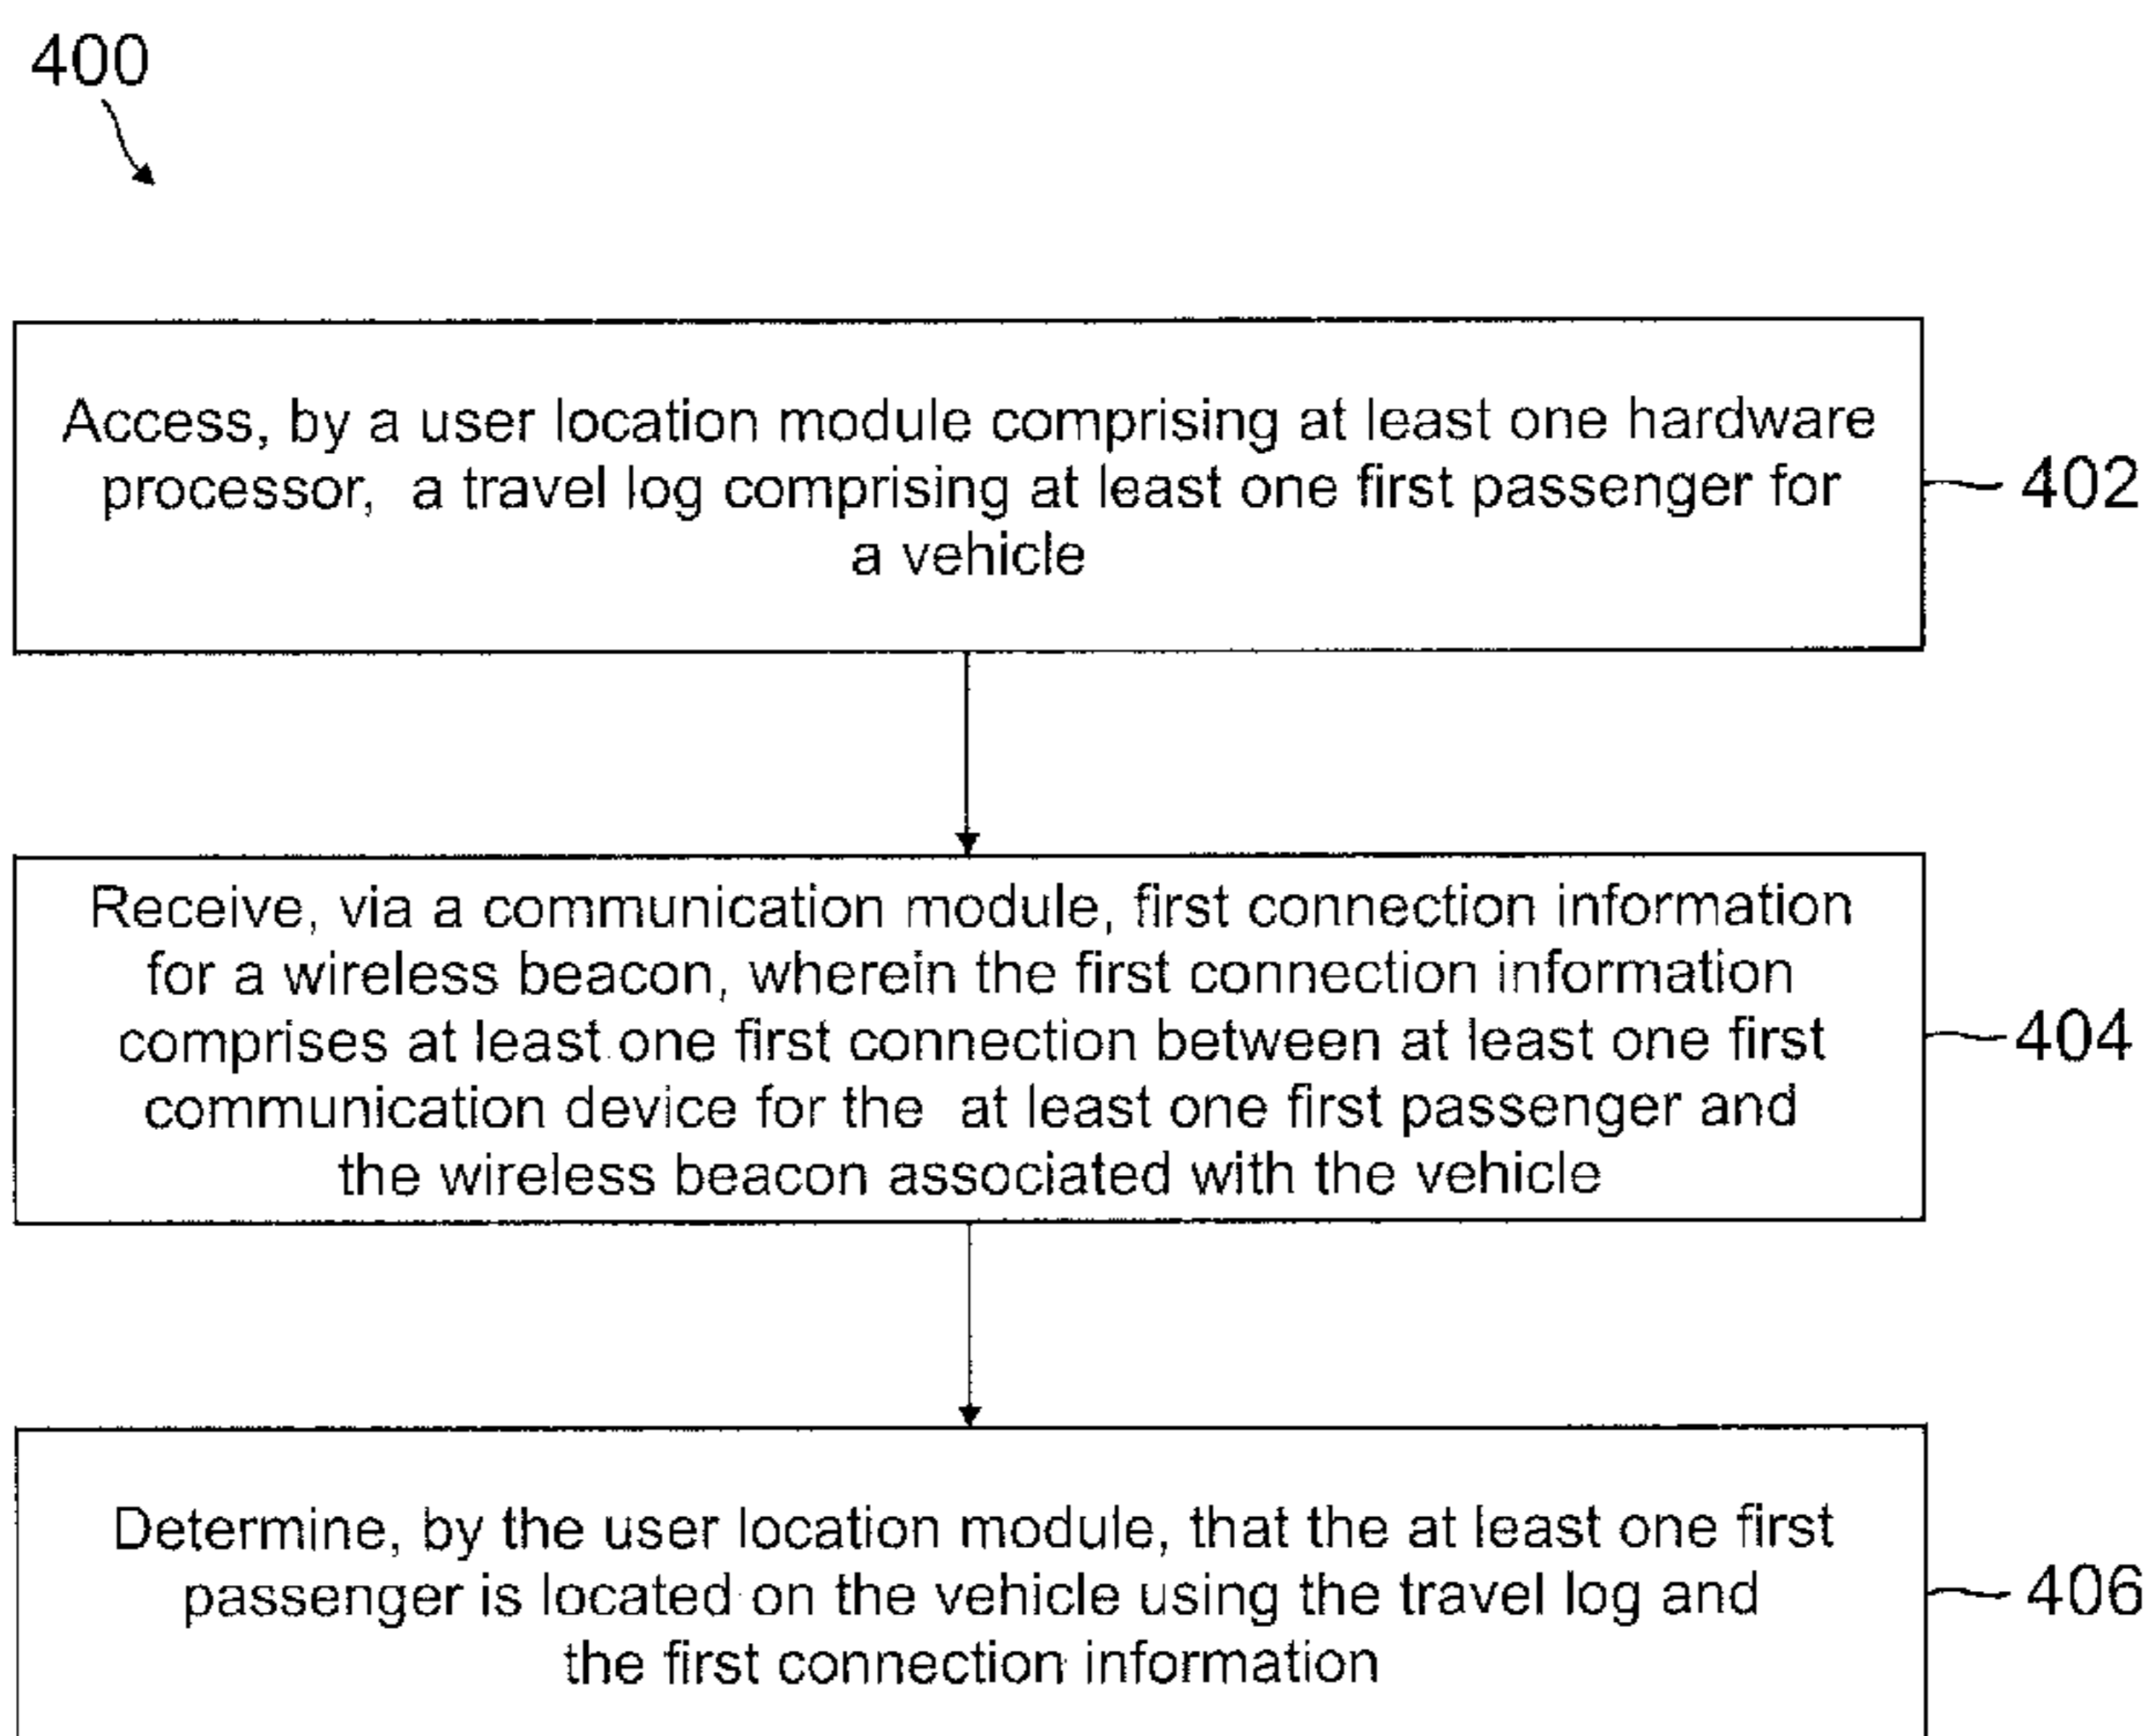 400
Access, by a user location module comprising at least one hardware
processor, a travel log comprising at least one first passenger for
a vehicle
402
Receive, via a communication module, first connection information
for a wireless beacon, wherein the first connection information
comprises at least one first connection between at least one first
communication device for the at least one first passenger and
the wireless beacon associated with the vehicle
404
Determine, by the user location module, that the at least one first
passenger is located on the vehicle using the travel log and
the first connection information
406